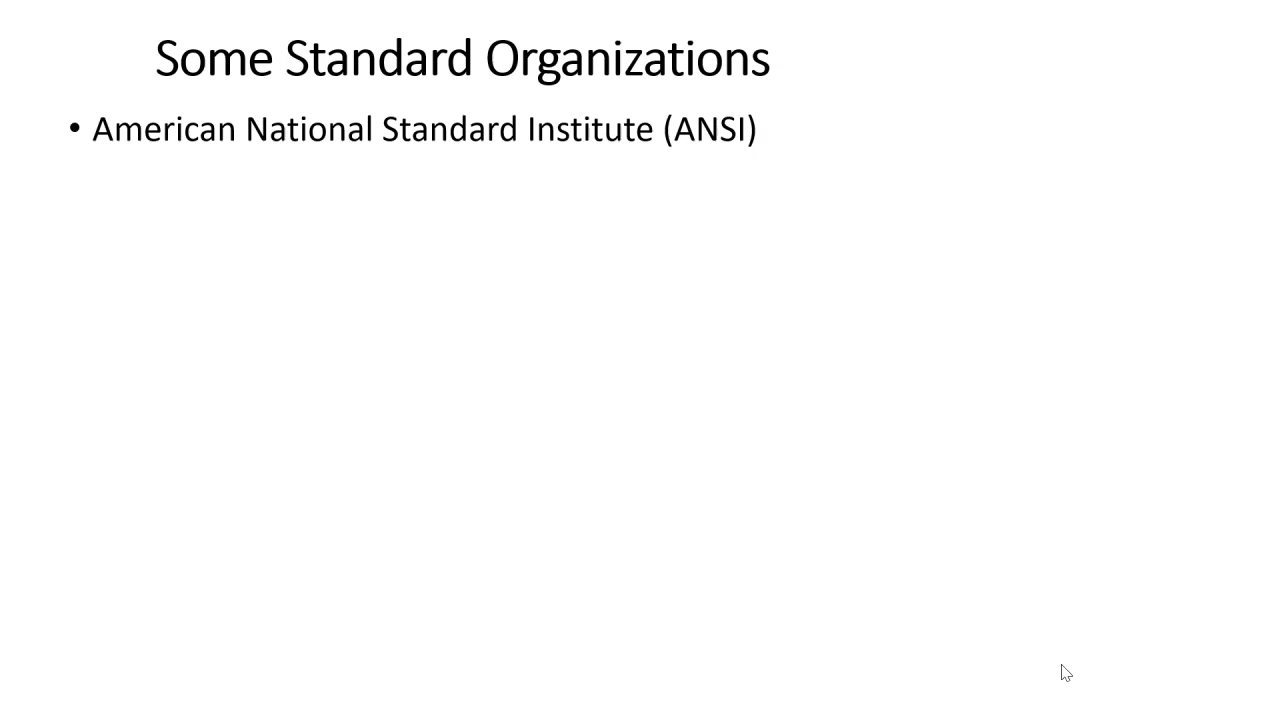 Some Standard Organizations
• American National Standard Institute (ANSI)